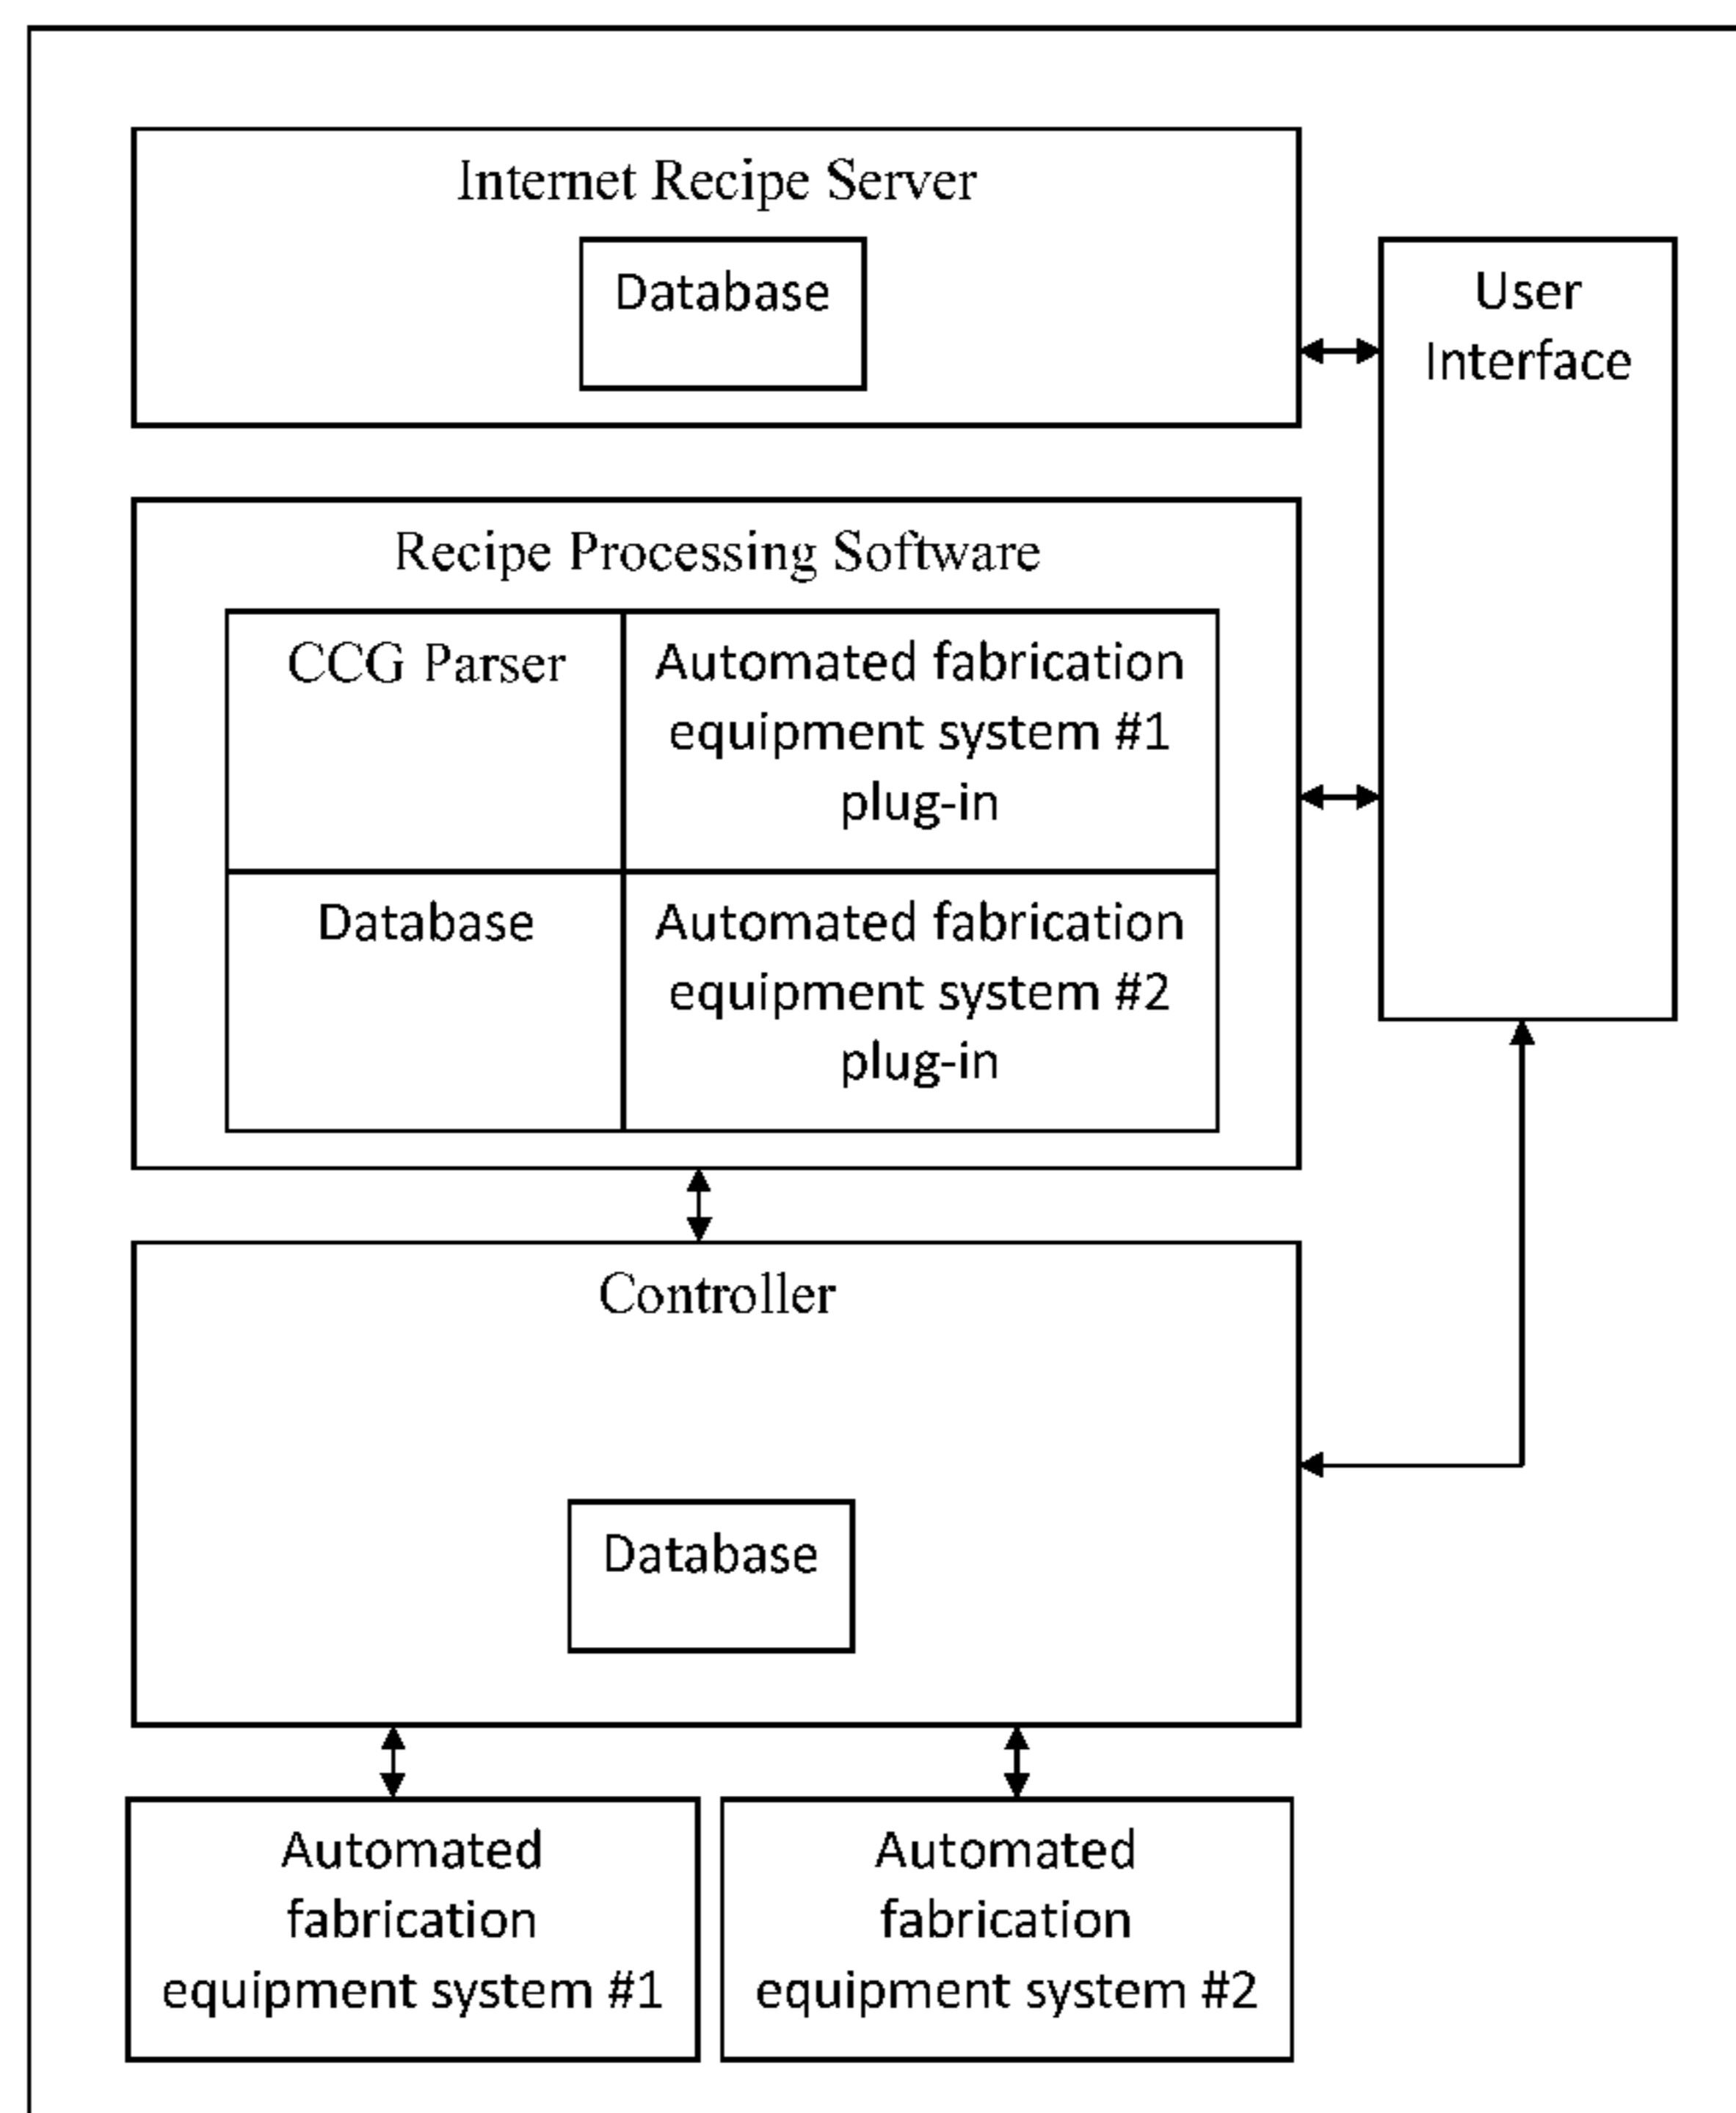 Internet Recipe Server
Database
User
Interface
Recipe Processing Software
CCG Parser
Automated fabrication
equipment system #1
plug-in
Database
Automated fabrication
equipment system #2
plug-in
Controller
Database
Automated
fabrication
equipment system #1
Automated
fabrication
equipment system #2